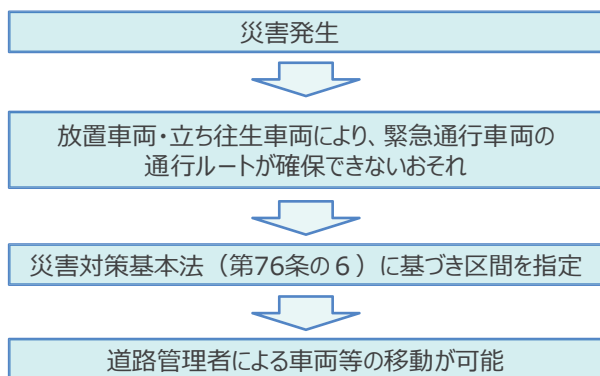 災害発生
放置車両・立ち往生車両により、緊急通行車両の
通行ルートが確保できないおそれ
災害対策基本法（第76条の６）に基づき区間を指定
道路管理者による車両等の移動が可能